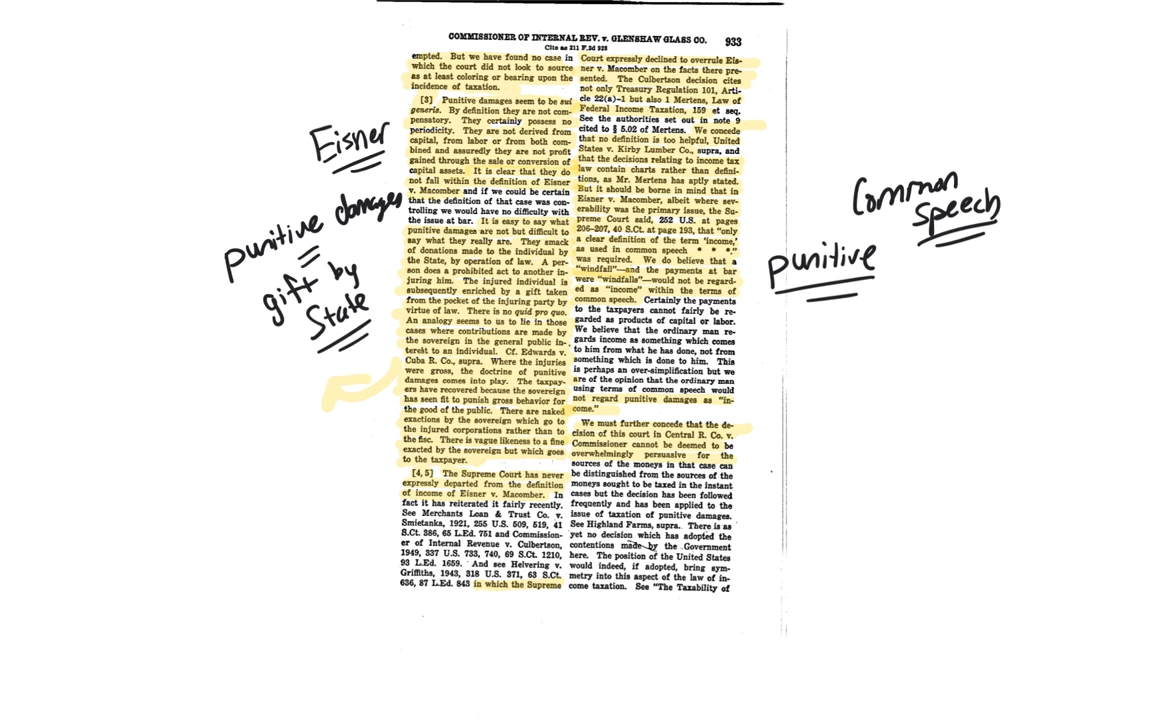 COMMISSIONER OF INTERNAL REV. v. GLENSHAW GLASS CO. 933
Cite as 211 F.2d 928
empted. But we have found no case in
which the court did not look to source
as at least coloring or bearing upon the
incidence of taxation.
[3] Punitive damages seem to be sui
generis. By definition they are not com-
pensatory. They certainly possess no
periodicity. They are not derived from
capital, from labor or from both com-
bined and assuredly they are not profit
gained through the sale or conversion of
capital assets. It is clear that they do
not fall within the definition of Eisner
v. Macomber and if we could be certain
that the definition of that case was con-
trolling we would have no difficulty with
the issue at bar. It is easy to say what
punitive damages are not but difficult to
say what they really are. They smack
of donations made to the individual by
the State, by operation of law. A per-
son does a prohibited act to another in-
juring him. The injured individual is
subsequently enriched by a gift taken
from the pocket of the injuring party by
virtue of law. There is no quid pro quo.
An analogy seems to us to lie in those
cases where contributions are made by
the sovereign in the general public in-
terest to an individual. Cf. Edwards v.
Cuba R. Co., supra. Where the injuries
were gross, the doctrine of punitive
damages comes into play. The taxpay-
ers have recovered because the sovereign
has seen fit to punish gross behavior for
the good of the public. There are naked
exactions by the sovereign which go to
the injured corporations rather than to
the fisc. There is vague likeness to a fine
exacted by the sovereign but which goes
to the taxpayer.
[4, 5] The Supreme Court has never
expressly departed from the definition
of income of Eisner v. Macomber. In
fact it has reiterated it fairly recently.
See Merchants Loan & Trust Co. v.
Smietanka, 1921, 255 U.S. 509, 519, 41
S.Ct. 386, 65 L.Ed. 751 and Commission-
er of Internal Revenue v. Culbertson,
1949, 337 U.S. 733, 740, 69 S.Ct. 1210,
93 L.Ed. 1659. And see Helvering v.
Griffiths, 1943, 318 U.S. 371, 63 S.Ct.
636, 87 L.Ed. 843 in which the Supreme
Court expressly declined to overrule Eis-
ner v. Macomber on the facts there pre-
sented. The Culbertson decision cites
not only Treasury Regulation 101, Arti-
cle 22(a)-1 but also 1 Mertens, Law of
Federal Income Taxation, 159 et seq.
See the authorities set out in note 9
cited to § 5.02 of Mertens. We concede
that no definition is too helpful, United
States v. Kirby Lumber Co., supra, and
that the decisions relating to income tax
law contain charts rather than defini-
tions, as Mr. Mertens has aptly stated.
But it should be borne in mind that in
Eisner v. Macomber, albeit where sev-
erability was the primary issue, the Su-
preme Court said, 252 U.S. at pages
206-207, 40 S.Ct. at page 193, that "only
a clear definition of the term 'income,'
as used in common speech * * *."
was required. We do believe that a
"windfall"—and the payments at bar
were "windfalls"—would not be regard-
ed as "income" within the terms of
common speech. Certainly the payments
to the taxpayers cannot fairly be re-
garded as products of capital or labor.
We believe that the ordinary man re-
gards income as something which comes
to him from what he has done, not from
something which is done to him. This
is perhaps an over-simplification but we
are of the opinion that the ordinary man
using terms of common speech would
not regard punitive damages as "in-
come."
We must further concede that the de-
cision of this court in Central R. Co. v.
Commissioner cannot be deemed to be
overwhelmingly persuasive for the
sources of the moneys in that case can
be distinguished from the sources of the
moneys sought to be taxed in the instant
cases but the decision has been followed
frequently and has been applied to the
issue of taxation of punitive damages.
See Highland Farms, supra. There is as
yet no decision which has adopted the
contentions made by the Government
here. The position of the United States
would indeed, if adopted, bring sym-
metry into this aspect of the law of in-
come taxation. See "The Taxability of
Eisner
punitive damages
=
gift by
State
Common
speech
punitive